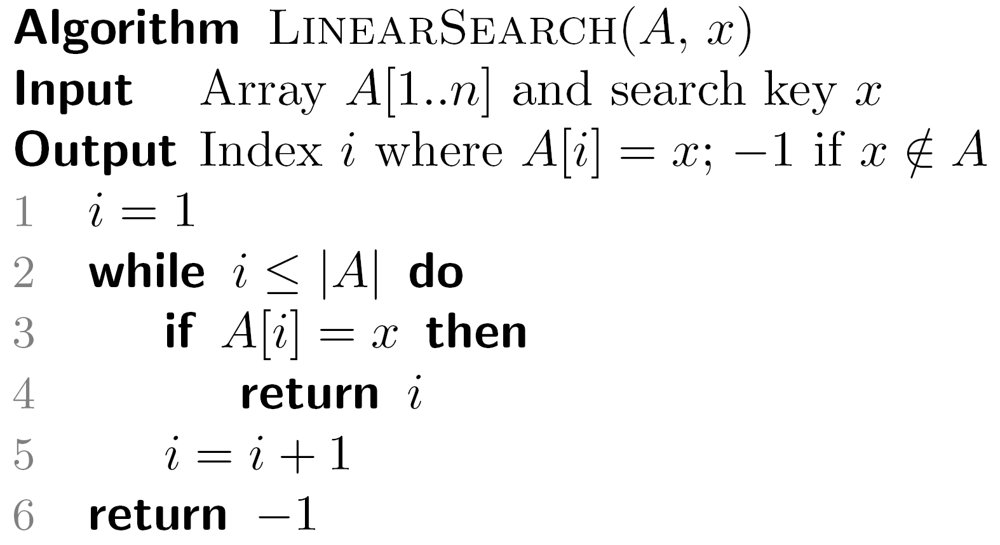 Algorithm LINEARSEARCH(A, x)
Input Array A[1..n] and search key x
Output Index i where A[i] = x; −1 if x ∉ A
1 i = 1
2 while i ≤ |A| do
3 if A[i] = x then
4 return i
5 i = i + 1
6 return −1